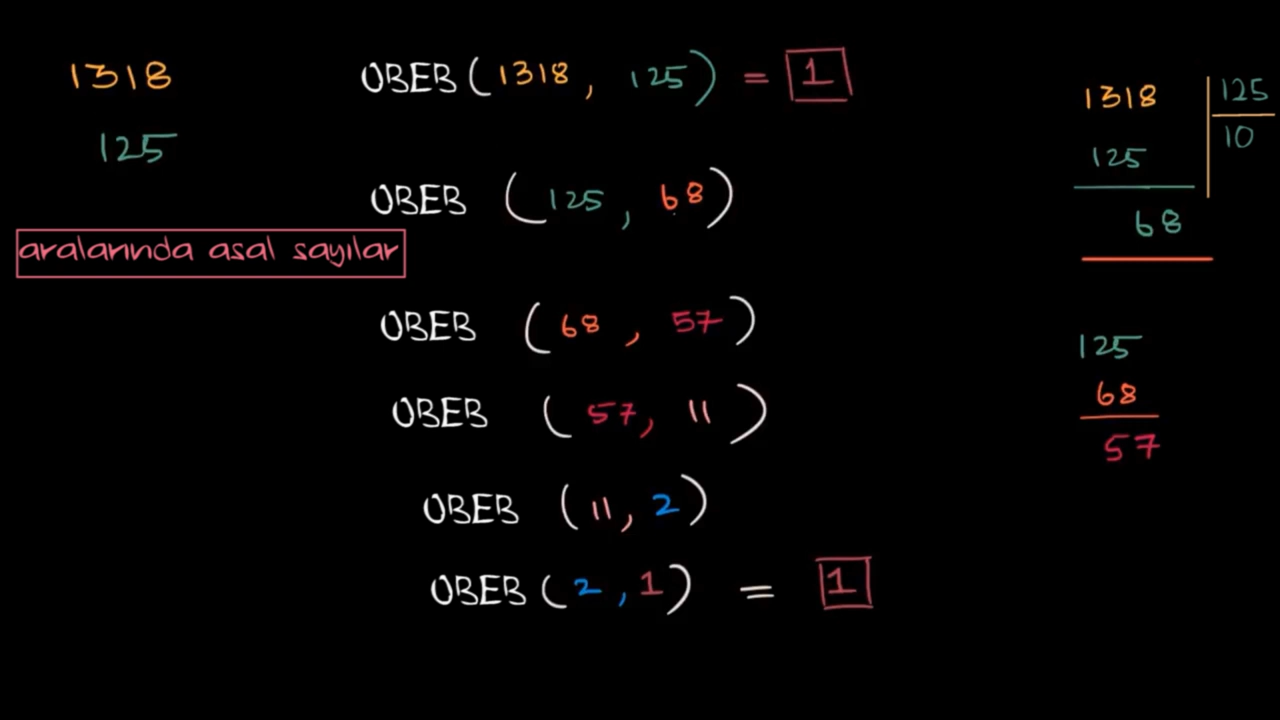 1318
125
aralarında asal sayılar
OBEB(1318, 125) = 1
OBEB (125, 68)
OBEB (68, 57)
OBEB (57, 11)
OBEB (11, 2)
OBEB(2, 1) = 1
1318 125
125 10
68
125
68
57